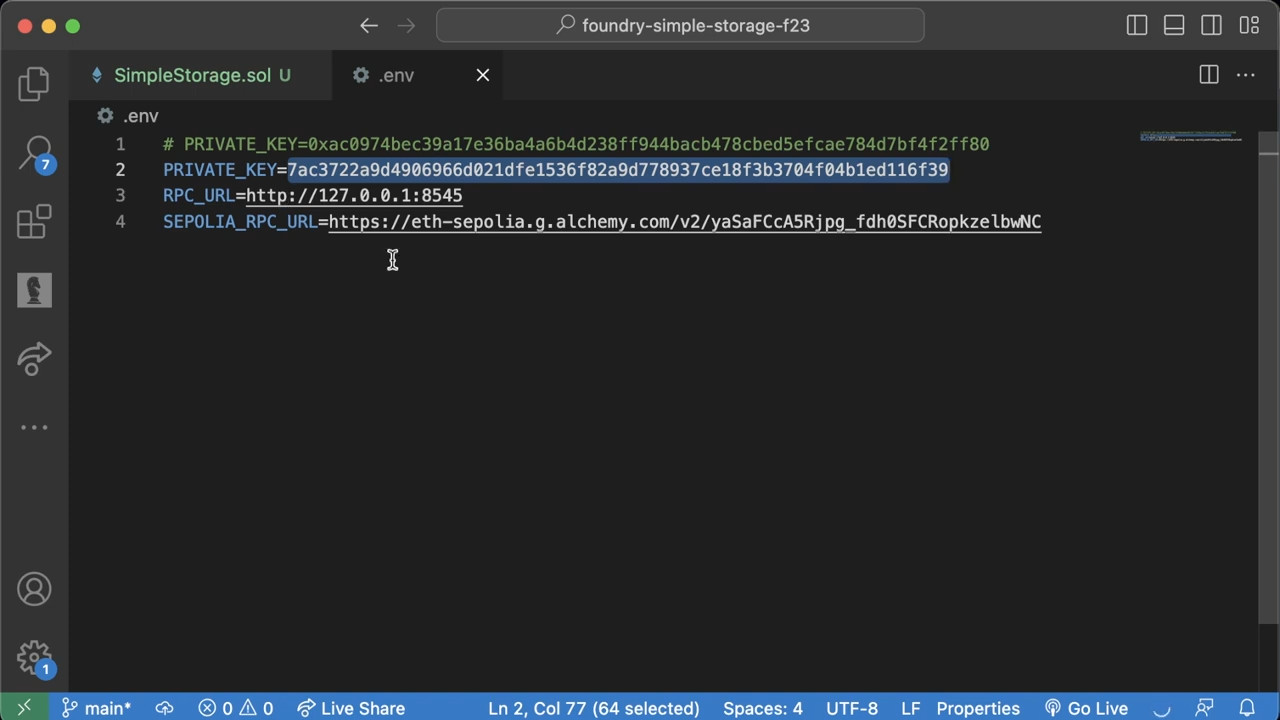 foundry-simple-storage-f23
SimpleStorage.sol U
.env
.env
7
1 # PRIVATE_KEY=0xac0974bec39a17e36ba4a6b4d238ff944bacb478cbed5efcae784d7bf4f2ff80
2 PRIVATE_KEY=7ac3722a9d4906966d021dfe1536f82a9d778937ce18f3b3704f04b1ed116f39
3 RPC_URL=http://127.0.0.1:8545
4 SEPOLIA_RPC_URL=https://eth-sepolia.g.alchemy.com/v2/yaSaFCcA5Rjpg_fdh0SFCRopkzelbwNC
1
main* 0 0 Live Share Ln 2, Col 77 (64 selected) Spaces: 4 UTF-8 LF Properties Go Live